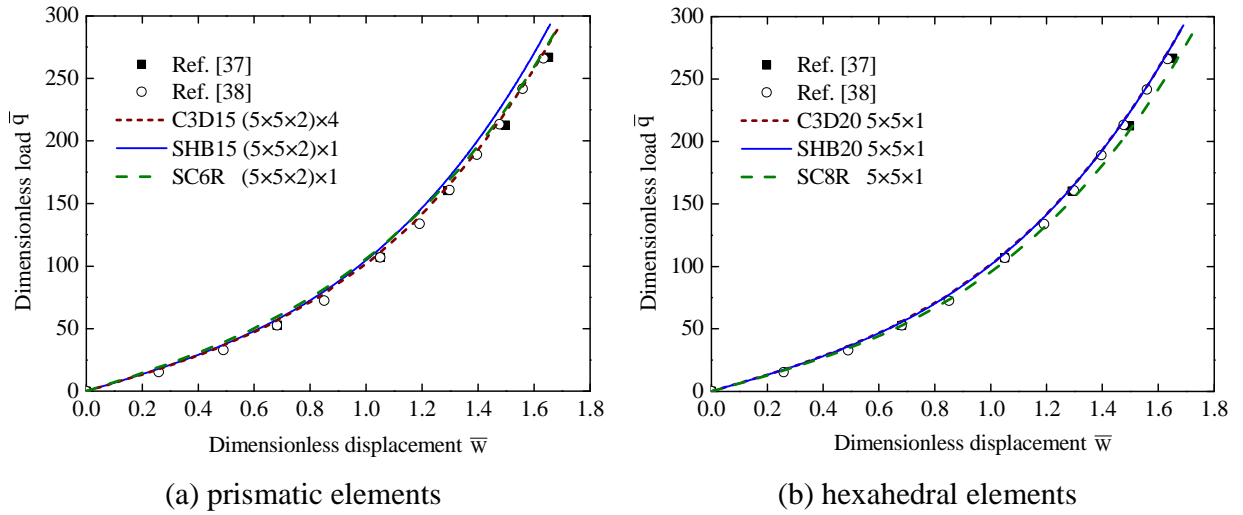 300
250
200
150
100
50
0
Dimensionless load q̅
Ref. [37]
Ref. [38]
C3D15 (5×5×2)×4
SHB15 (5×5×2)×1
SC6R (5×5×2)×1
0.0 0.2 0.4 0.6 0.8 1.0 1.2 1.4 1.6 1.8
Dimensionless displacement w̅
(a) prismatic elements
300
250
200
150
100
50
0
Dimensionless load q̅
Ref. [37]
Ref. [38]
C3D20 5×5×1
SHB20 5×5×1
SC8R 5×5×1
0.0 0.2 0.4 0.6 0.8 1.0 1.2 1.4 1.6 1.8
Dimensionless displacement w̅
(b) hexahedral elements